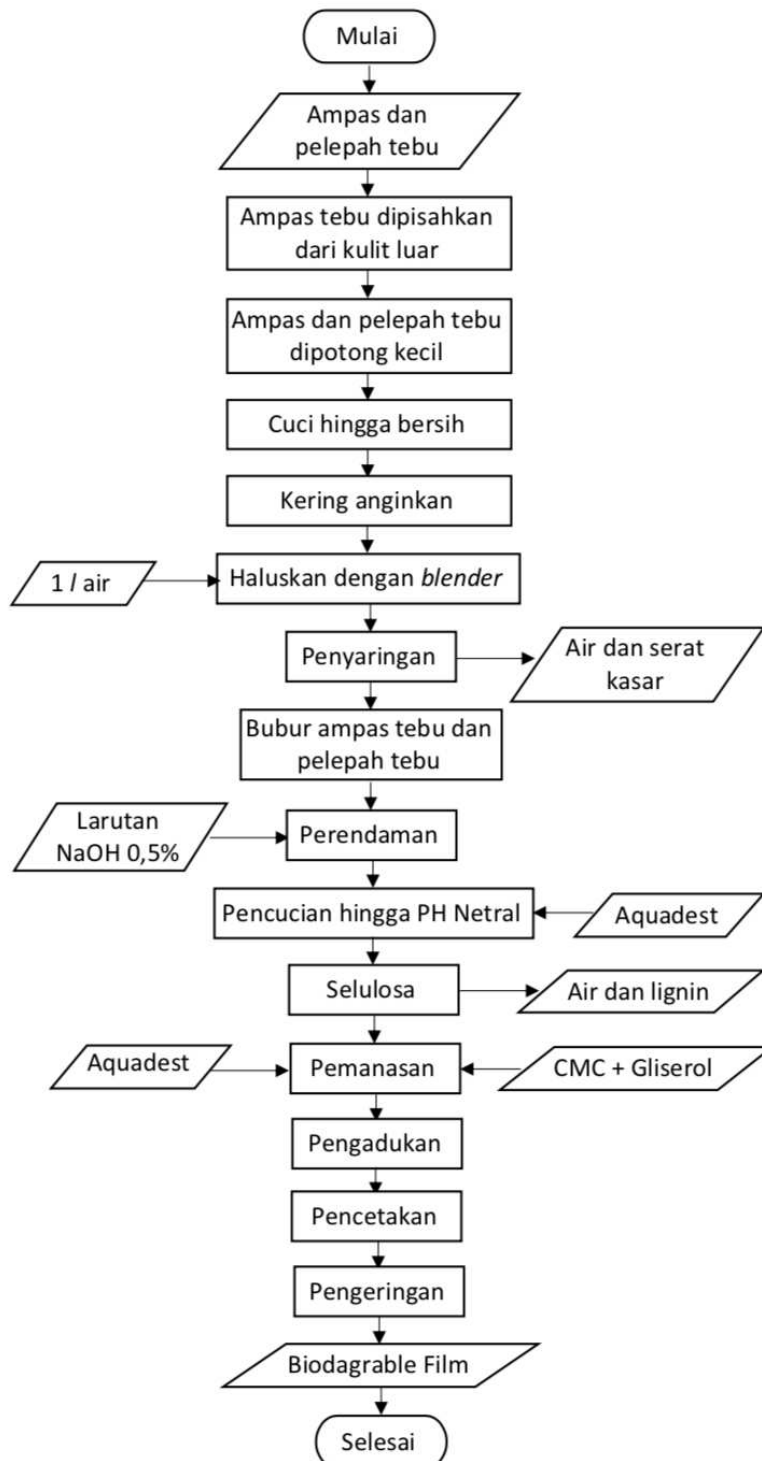 Mulai
Ampas dan
pelepah tebu
Ampas tebu dipisahkan
dari kulit luar
Ampas dan pelepah tebu
dipotong kecil
Cuci hingga bersih
Kering anginkan
1 l air
Haluskan dengan blender
Penyaringan
Air dan serat
kasar
Bubur ampas tebu dan
pelepah tebu
Larutan
NaOH 0,5%
Perendaman
Pencucian hingga PH Netral
Aquadest
Selulosa
Air dan lignin
Aquadest
Pemanasan
CMC + Gliserol
Pengadukan
Pencetakan
Pengeringan
Biodagrable Film
Selesai